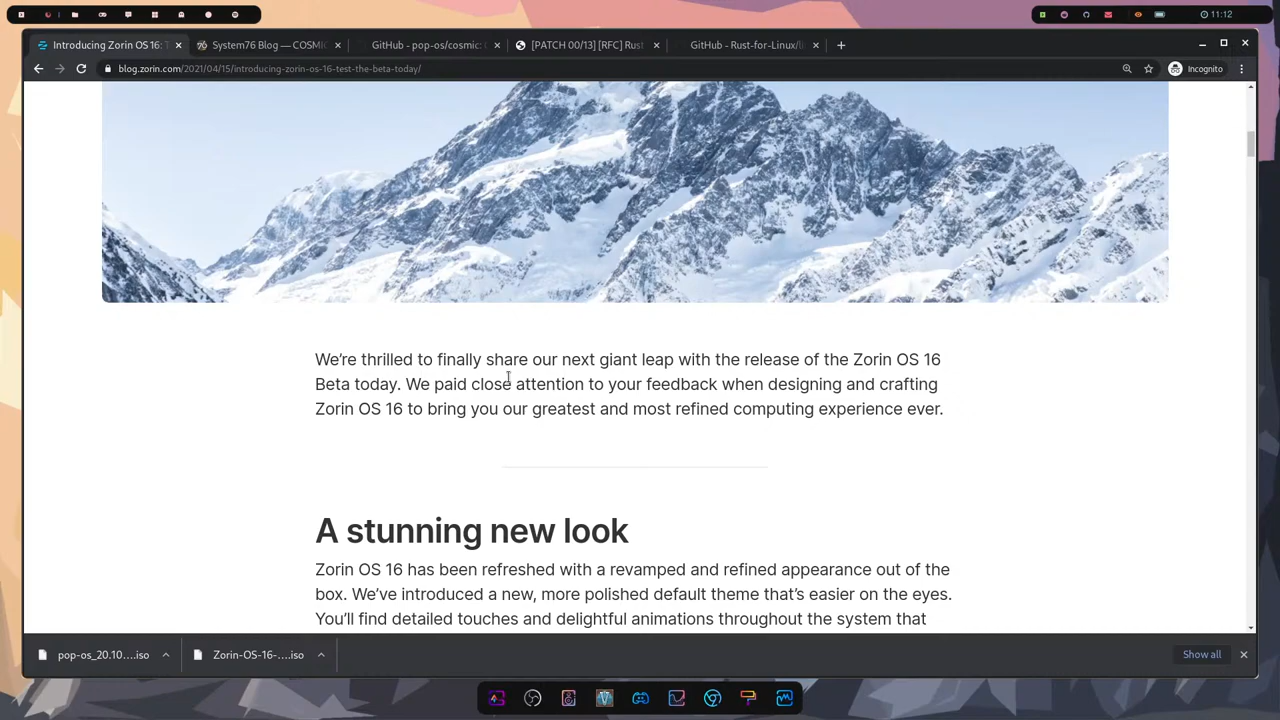 11:12
Introducing Zorin OS 16: T
System76 Blog — COSMIC
GitHub - pop-os/cosmic:
[PATCH 00/13] [RFC] Rust
GitHub - Rust-for-Linux/li
blog.zorin.com/2021/04/15/introducing-zorin-os-16-test-the-beta-today/
Incognito
We're thrilled to finally share our next giant leap with the release of the Zorin OS 16
Beta today. We paid close attention to your feedback when designing and crafting
Zorin OS 16 to bring you our greatest and most refined computing experience ever.
A stunning new look
Zorin OS 16 has been refreshed with a revamped and refined appearance out of the
box. We've introduced a new, more polished default theme that's easier on the eyes.
You'll find detailed touches and delightful animations throughout the system that
pop-os_20.10....iso
Zorin-OS-16-....iso
Show all